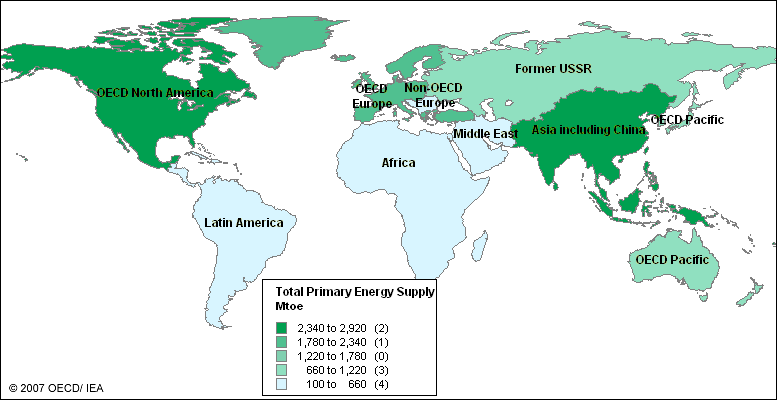 Former USSR
OECD North America
OECD
Europe
Non-OECD
Europe
OECD Pacific
Middle East
Asia including China
Africa
Latin America
OECD Pacific
Total Primary Energy Supply
Mtoe
2,340 to 2,920 (2)
1,780 to 2,340 (1)
1,220 to 1,780 (0)
660 to 1,220 (3)
100 to 660 (4)
© 2007 OECD/ IEA